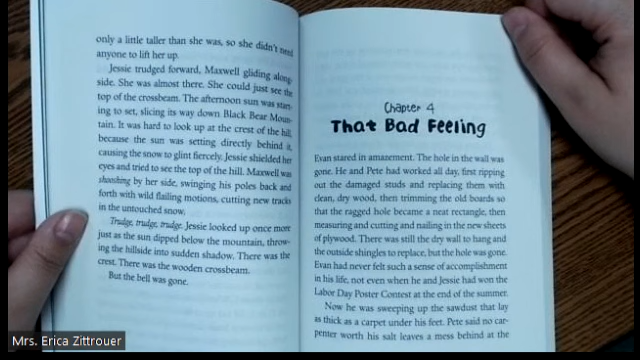 only a little taller than she was, so she didn't need
anyone to lift her up.
Jessie trudged forward, Maxwell gliding along-
side. She was almost there. She could just see the
top of the crossbeam. The afternoon sun was start-
ing to set, slicing its way down Black Bear Moun-
tain. It was hard to look up at the crest of the hill
because the sun was setting directly behind it,
causing the snow to glint fiercely. Jessie shielded her
eyes and tried to see the top of the hill. Maxwell was
shooshing by her side, swinging his poles back and
forth with wild flailing motions, cutting new tracks
in the untouched snow.
Trudge, trudge, trudge. Jessie looked up once more
just as the sun dipped below the mountain, throw-
ing the hillside into sudden shadow. There was the
crest. There was the wooden crossbeam.
But the bell was gone.
Chapter 4
That Bad Feeling
Evan stared in amazement. The hole in the wall was
gone. He and Pete had worked all day, first ripping
out the damaged studs and replacing them with
clean, dry wood, then trimming the old boards so
that the ragged hole became a neat rectangle, then
measuring and cutting and nailing in the new sheets
of plywood. There was still the dry wall to hang and
the outside shingles to replace, but the hole was gone.
Evan had never felt such a sense of accomplishment
in his life, not even when he and Jessie had won the
Labor Day Poster Contest at the end of the summer.
Now he was sweeping up the sawdust that lay
as thick as a carpet under his feet. Pete said no car-
penter worth his salt leaves a mess behind at the
Mrs. Erica Zittrouer